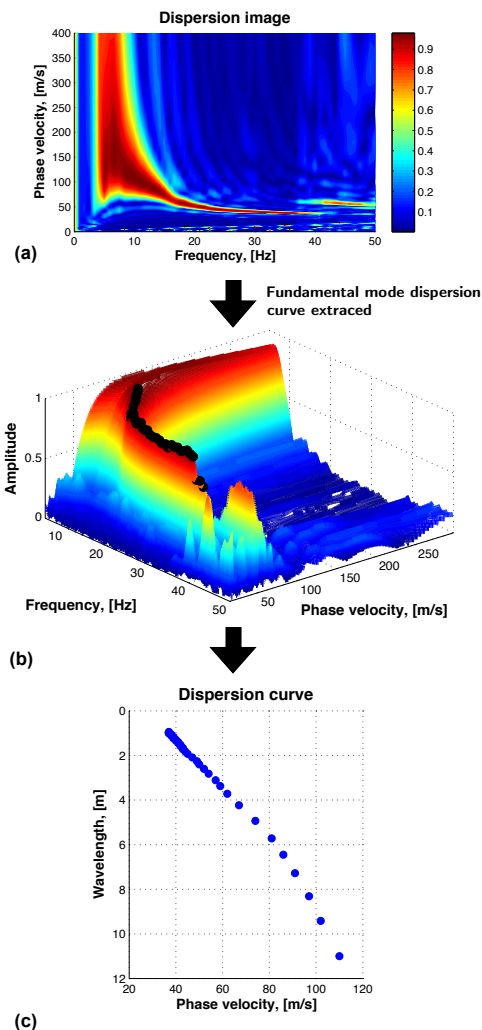 Dispersion image
400
350
300
250
200
150
100
50
0
Phase velocity, [m/s]
0 10 20 30 40 50
Frequency, [Hz]
0.9
0.8
0.7
0.6
0.5
0.4
0.3
0.2
0.1
(a)
Fundamental mode dispersion
curve extraced
1
0.5
0
Amplitude
10
20
30
40
50
Frequency, [Hz]
50
100
150
200
250
Phase velocity, [m/s]
(b)
Dispersion curve
0
2
4
6
8
10
12
Wavelength, [m]
20 40 60 80 100 120
Phase velocity, [m/s]
(c)